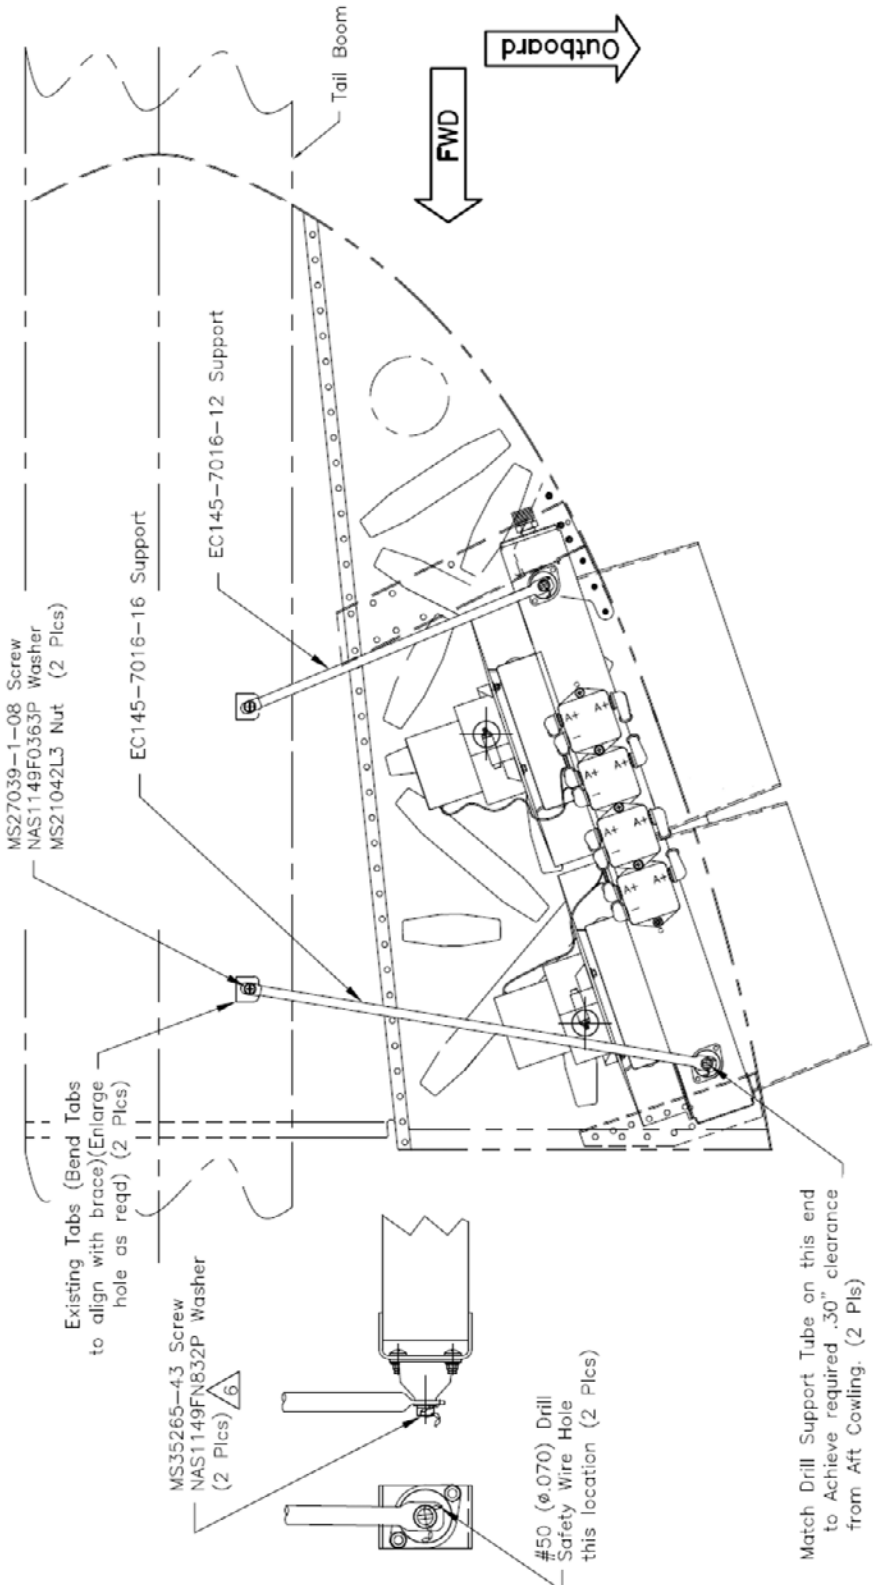 MS27039-1-08 Screw
NAS1149F0363P Washer
MS21042L3 Nut (2 Plcs)
EC145-7016-16 Support
EC145-7016-12 Support
Tail Boom
Outboard
FWD
Existing Tabs (Bend Tabs
to align with brace)(Enlarge
hole as reqd) (2 Plcs)
MS35265-43 Screw
NAS1149FN832P Washer
(2 Plcs) 6
#50 (ø.070) Drill
Safety Wire Hole
this location (2 Plcs)
Match Drill Support Tube on this end
to Achieve required .30" clearance
from Aft Cowling. (2 Pls)
A+
A+
-
A+
A+
-
A+
A+
-
A+
A+
-